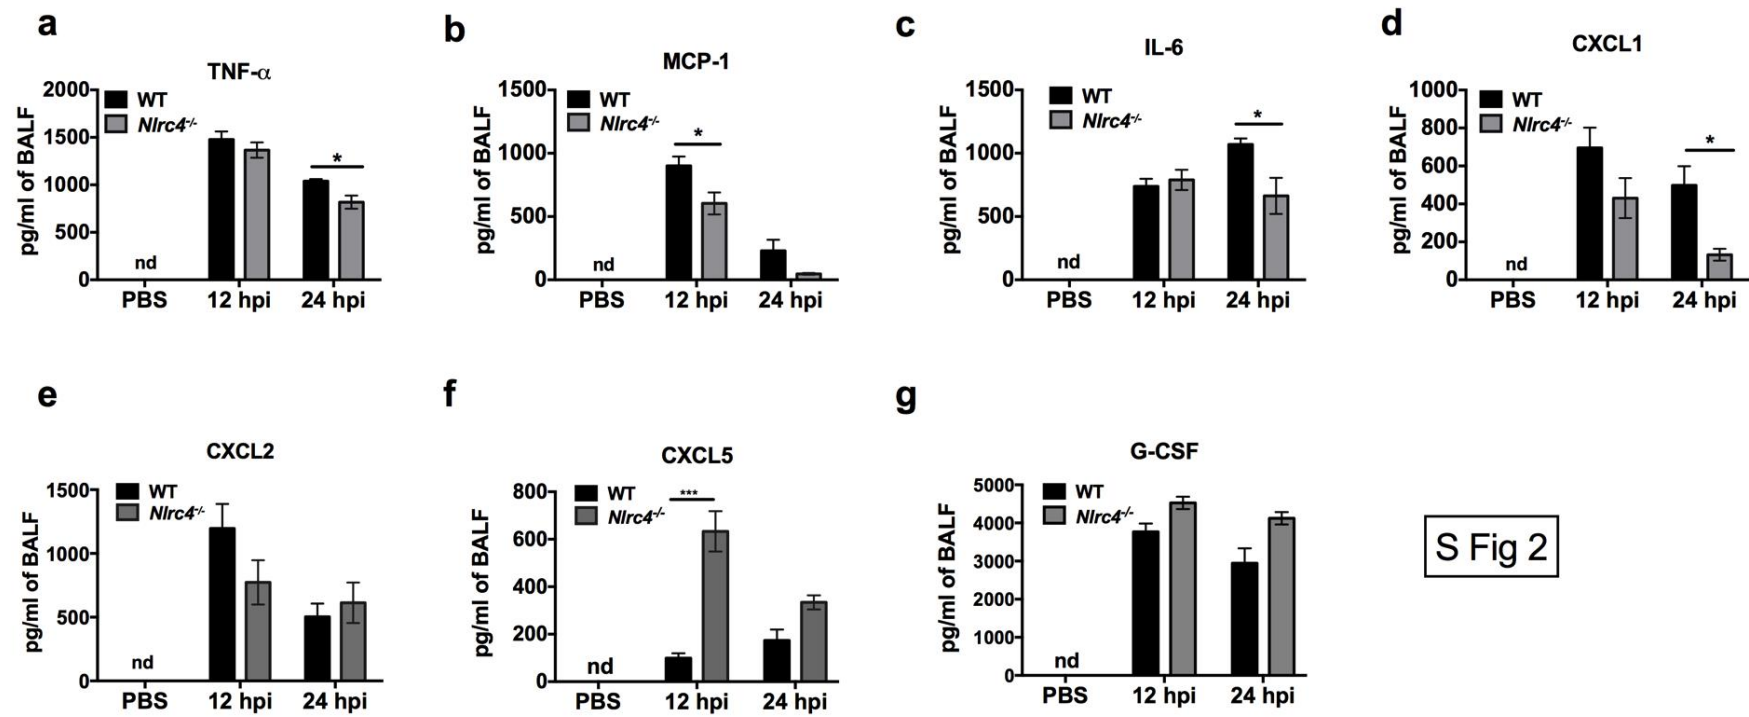 a
TNF-α
pg/ml of BALF
2000
1500
1000
500
0
WT
Nlrc4-/-
*
nd
PBS 12 hpi 24 hpi
b
MCP-1
pg/ml of BALF
1500
1000
500
0
WT
Nlrc4-/-
*
nd
PBS 12 hpi 24 hpi
c
IL-6
pg/ml of BALF
1500
1000
500
0
WT
Nlrc4-/-
*
nd
PBS 12 hpi 24 hpi
d
CXCL1
pg/ml of BALF
1000
800
600
400
200
0
WT
Nlrc4-/-
*
nd
PBS 12 hpi 24 hpi
e
CXCL2
pg/ml of BALF
1500
1000
500
0
WT
Nlrc4-/-
nd
PBS 12 hpi 24 hpi
f
CXCL5
pg/ml of BALF
800
600
400
200
0
WT
Nlrc4-/-
***
nd
PBS 12 hpi 24 hpi
g
G-CSF
pg/ml of BALF
5000
4000
3000
2000
1000
0
WT
Nlrc4-/-
nd
PBS 12 hpi 24 hpi
S Fig 2